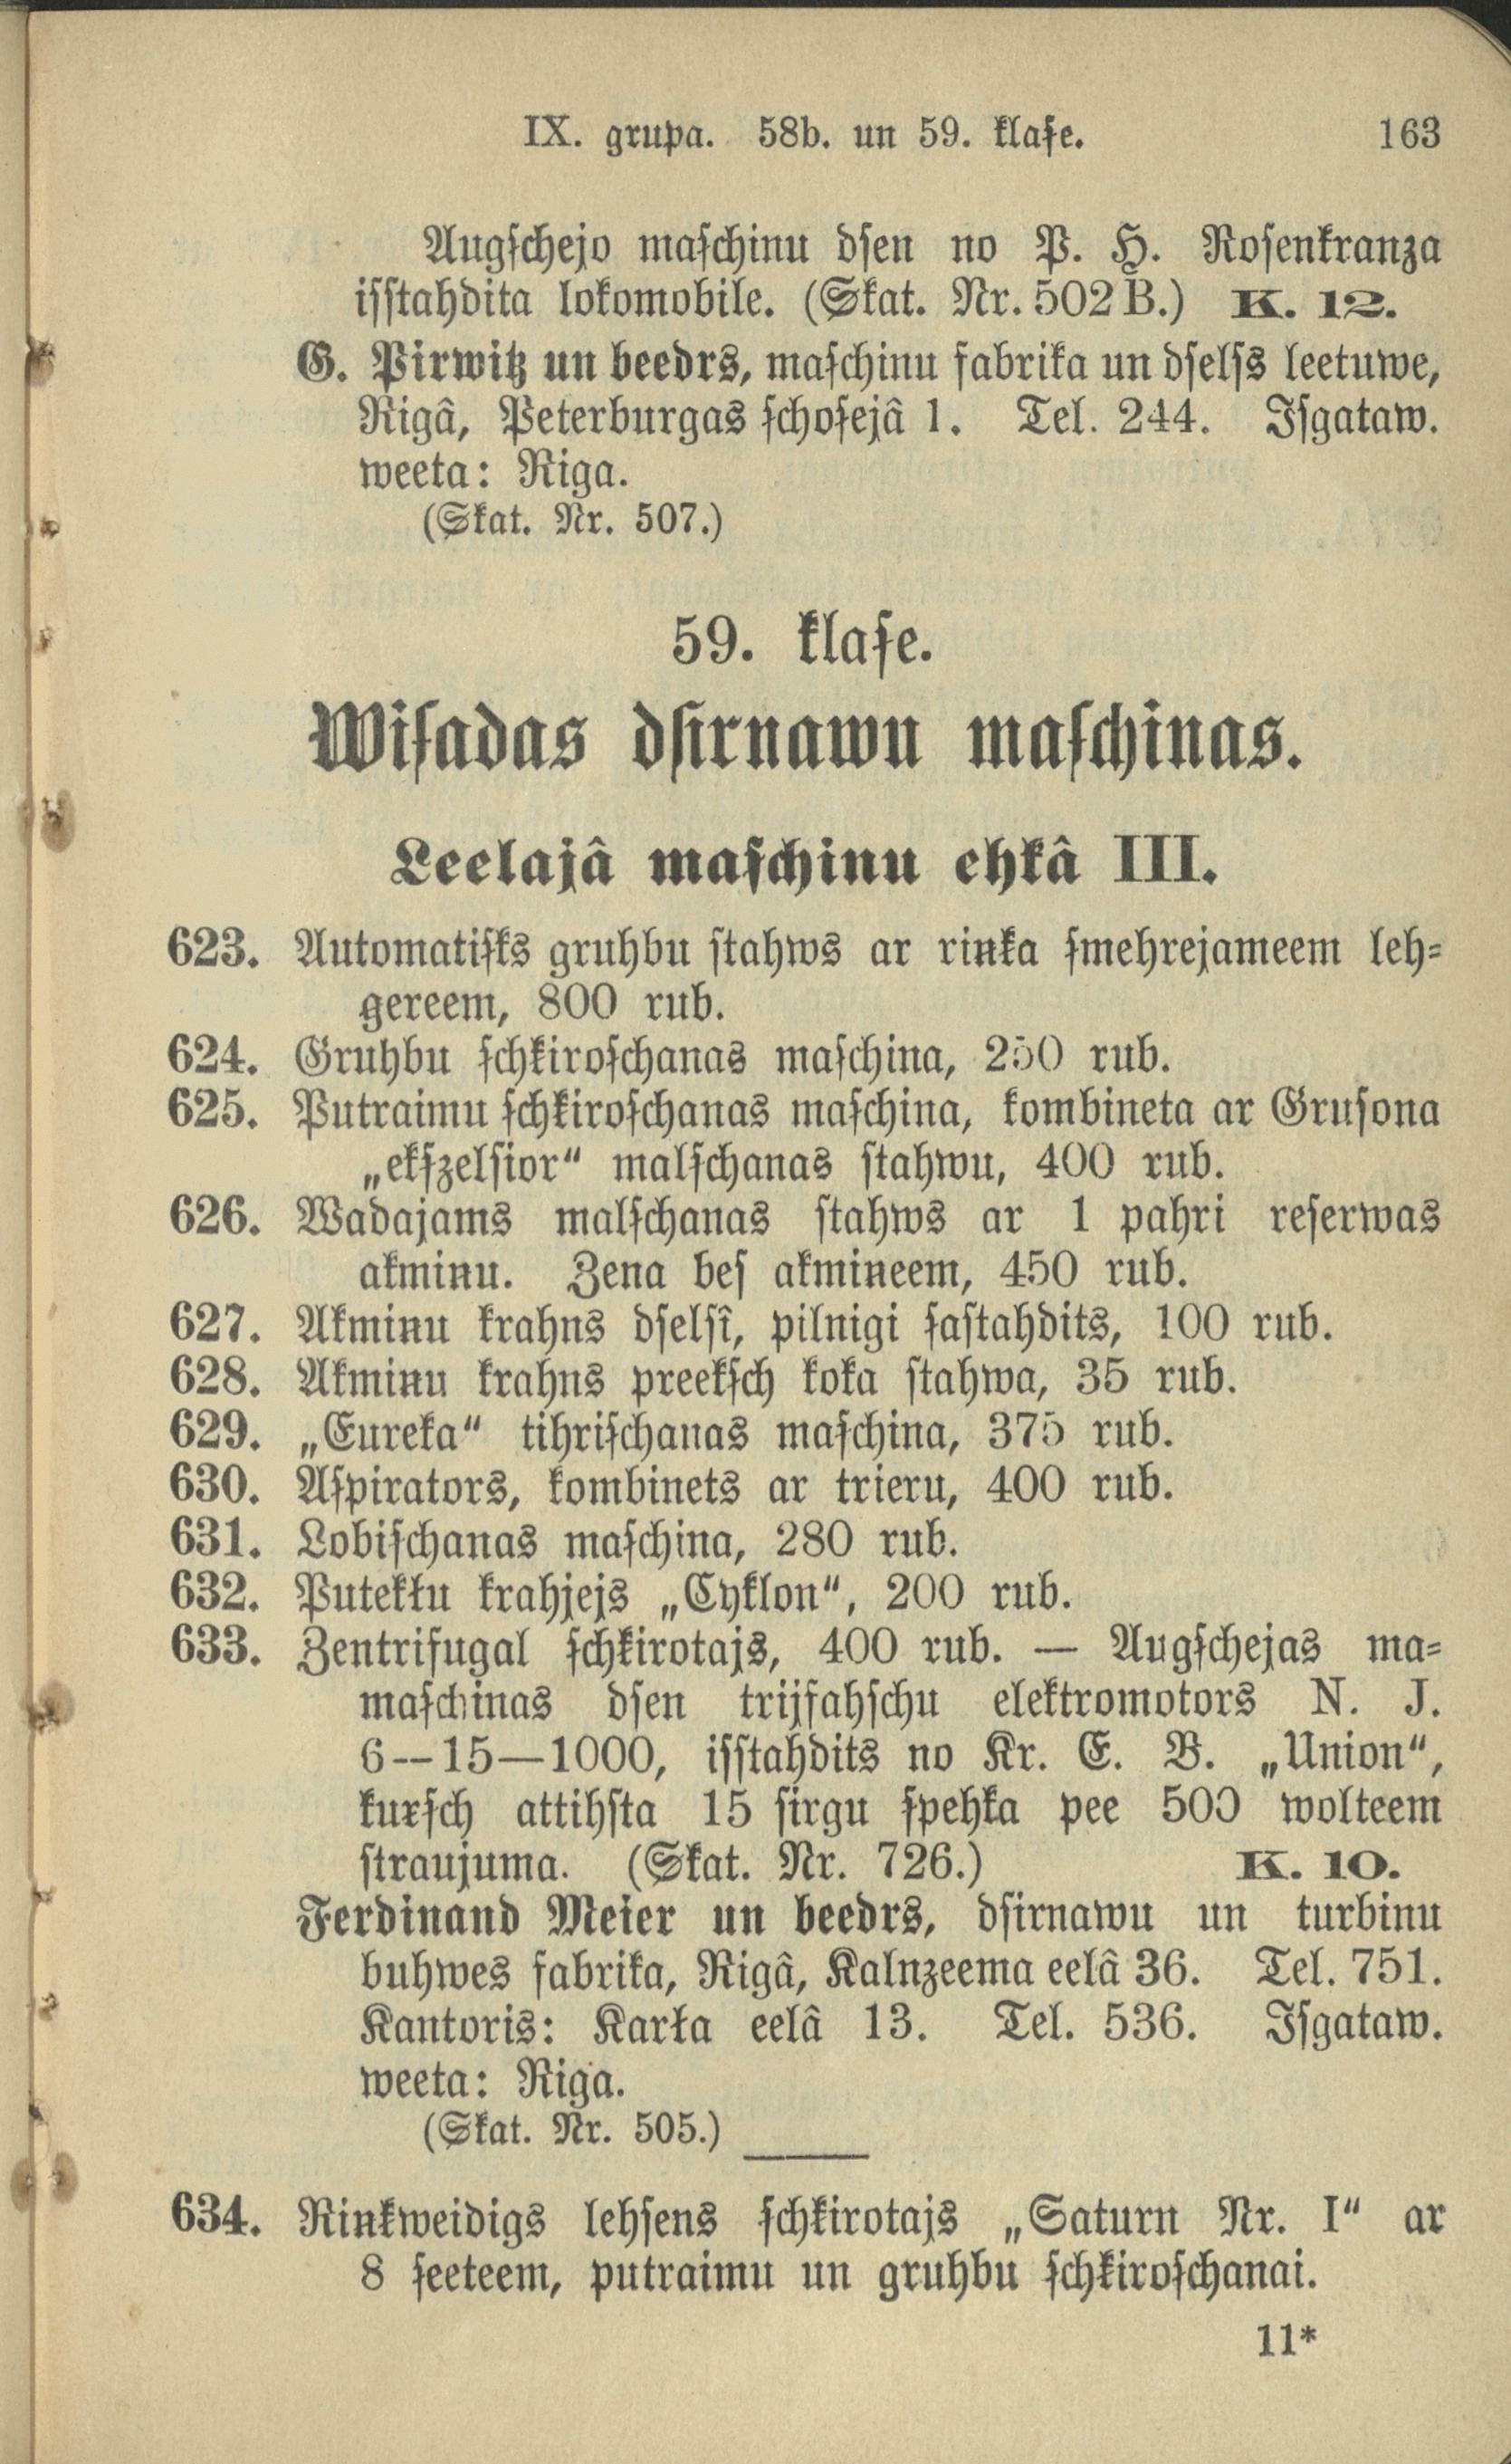 IX. grupa. 58b. un 59. klaſe. 163
Augſchejo maſchinu dſen no P. H. Roſenkranza
iſſtahdita lokomobile. (Skat. Nr. 502 B.) K. 12.
G. Pirwitz un beedrs, maſchinu fabrika un dſelſs leetuwe,
Rigâ, Peterburgas ſchoſejâ 1. Tel. 244. Iſgataw.
weeta: Riga.
(Skat. Nr. 507.)
59. klaſe.
Wiſadas dſirnawu maſchinas.
Leelajâ maſchinu ehkâ III.
623. Automatiſks gruhbu ſtahws ar rinka ſmehrejameem leh-
gereem, 800 rub.
624. Gruhbu ſchkiroſchanas maſchina, 250 rub.
625. Putraimu ſchkiroſchanas maſchina, kombineta ar Gruſona
„ekſzelſior“ malſchanas ſtahwu, 400 rub.
626. Wadajams malſchanas ſtahws ar 1 pahri reſerwas
akmiņu. Zena beſ akmiņeem, 450 rub.
627. Akmiņu krahns dſelſî, pilnigi ſaſtahdits, 100 rub.
628. Akmiņu krahns preekſch koka ſtahwa, 35 rub.
629. „Eureka“ tihriſchanas maſchina, 375 rub.
630. Aſpirators, kombinets ar trieru, 400 rub.
631. Lobiſchanas maſchina, 280 rub.
632. Putekłu krahjejs „Cyklon“, 200 rub.
633. Zentrifugal ſchkirotajs, 400 rub. — Augſchejas ma-
maſchinas dſen trijfahſchu elektromotors N. J.
6—15—1000, iſſtahdits no Kr. E. B. „Union“,
kuŗſch attihſta 15 ſirgu ſpehka pee 500 wolteem
ſtraujuma. (Skat. Nr. 726.) K. 10.
Ferdinand Meier un beedrs, dſirnawu un turbinu
buhwes fabrika, Rigâ, Kalnzeema eelâ 36. Tel. 751.
Kantoris: Karła eelâ 13. Tel. 536. Iſgataw.
weeta: Riga.
(Skat. Nr. 505.)
634. Riņkweidigs lehſens ſchkirotajs „Saturn Nr. I“ ar
8 ſeeteem, putraimu un gruhbu ſchkiroſchanai.
11*